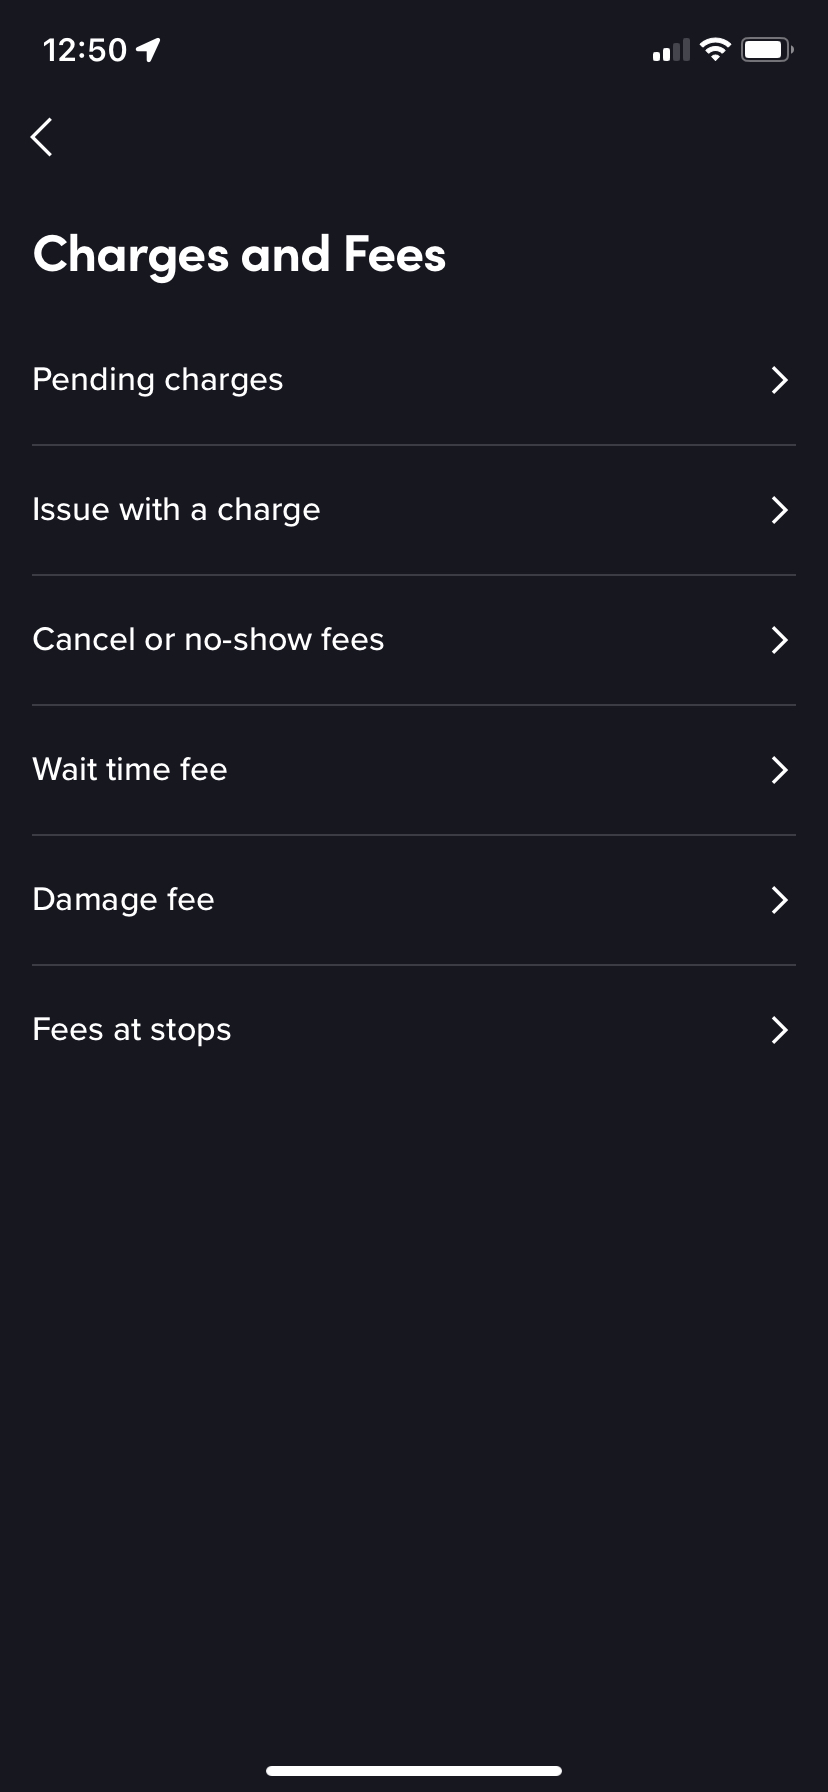 12:50
Charges and Fees
Pending charges
Issue with a charge
Cancel or no-show fees
Wait time fee
Damage fee
Fees at stops